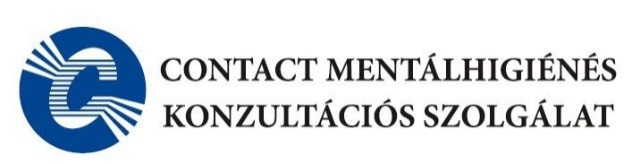 C
CONTACT MENTÁLHIGIÉNÉS
KONZULTÁCIÓS SZOLGÁLAT